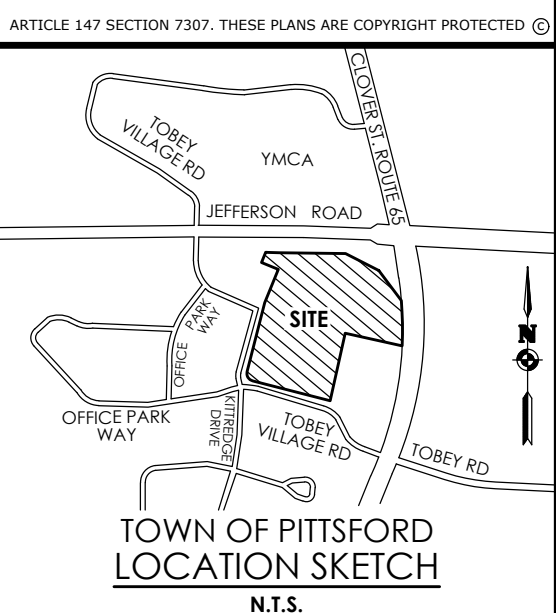 ARTICLE 147 SECTION 7307. THESE PLANS ARE COPYRIGHT PROTECTED ©
CLOVER ST. ROUTE 65
TOBEY
VILLAGE RD
YMCA
JEFFERSON ROAD
SITE
N
OFFICE PARK
WAY
OFFICE PARK
WAY
KITTREDGE
DRIVE
TOBEY
VILLAGE RD
TOBEY RD
TOWN OF PITTSFORD
LOCATION SKETCH
N.T.S.